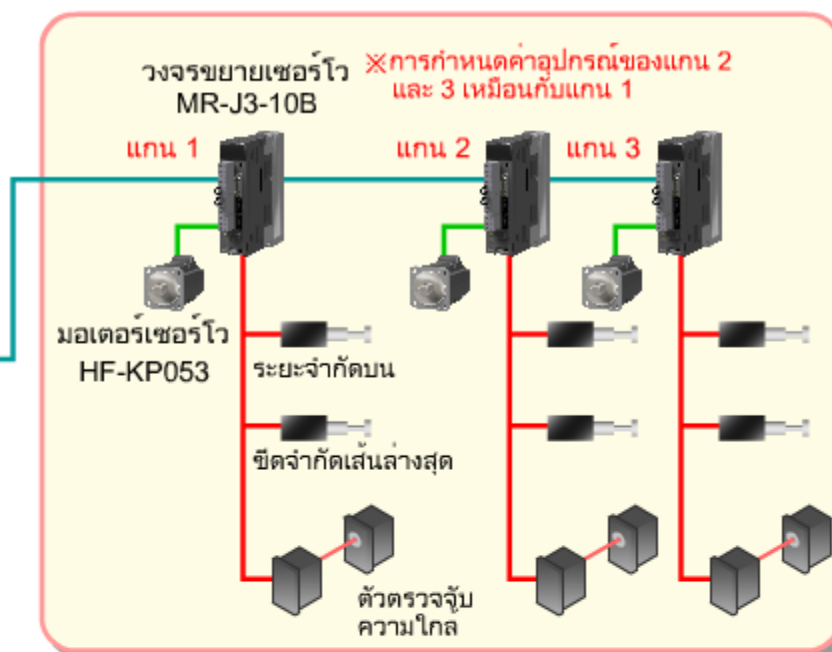 วงจรขยายเซอร์โว
MR-J3-10B
※การกำหนดค่าอุปกรณ์ของแกน 2
และ 3 เหมือนกับแกน 1
แกน 1
แกน 2
แกน 3
มอเตอร์เซอร์โว
HF-KP053
ระยะจำกัดบน
ขีดจำกัดเส้นล่างสุด
ตัวตรวจจับ
ความใกล้